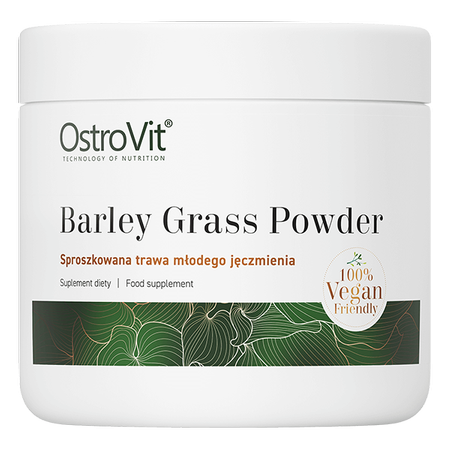 OstroVit®
TECHNOLOGY OF NUTRITION
Barley Grass Powder
Sproszkowana trawa młodego jęczmienia
Suplement diety | Food supplement
100%
Vegan
Friendly